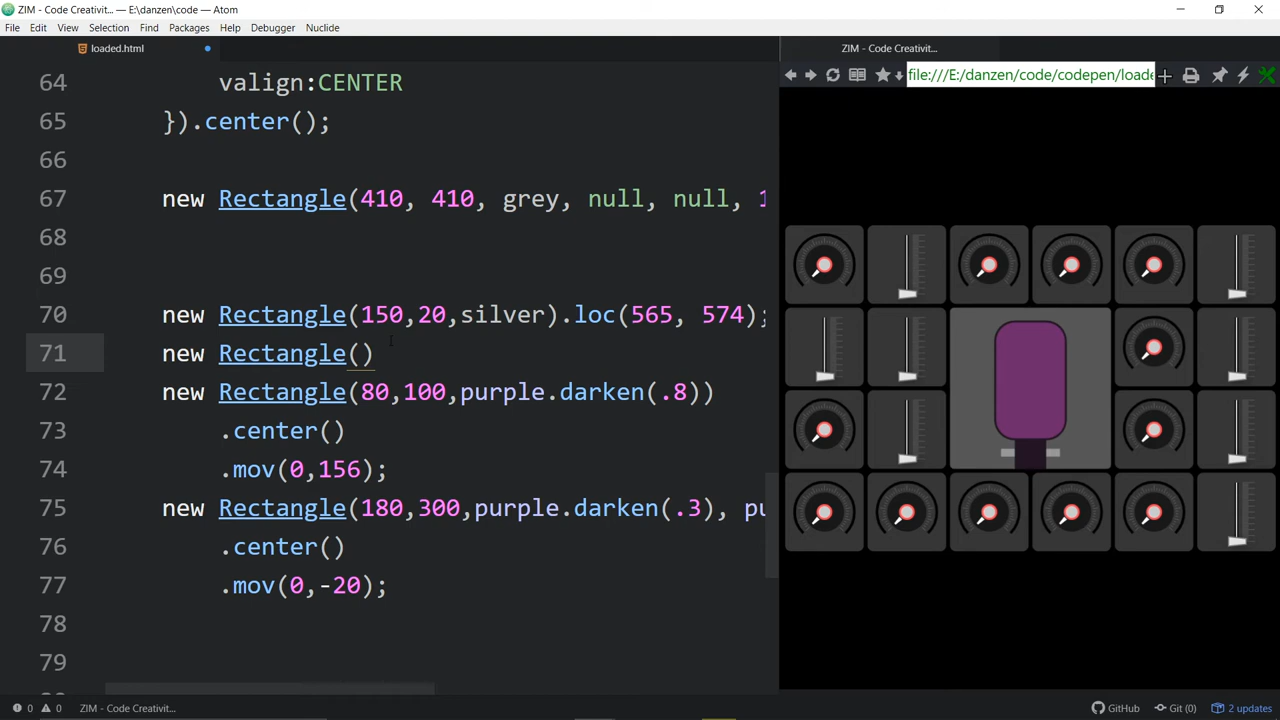 ZIM - Code Creativit... — E:\danzen\code — Atom
File Edit View Selection Find Packages Help Debugger Nuclide
loaded.html
ZIM - Code Creativit...
file:///E:/danzen/code/codepen/loade
64 valign:CENTER
65 }).center();
66
67 new Rectangle(410, 410, grey, null, null, 1
68
69
70 new Rectangle(150,20,silver).loc(565, 574);
71 new Rectangle()
72 new Rectangle(80,100,purple.darken(.8))
73 .center()
74 .mov(0,156);
75 new Rectangle(180,300,purple.darken(.3), pu
76 .center()
77 .mov(0,-20);
78
79
0 0 ZIM - Code Creativit...
GitHub Git (0) 2 updates